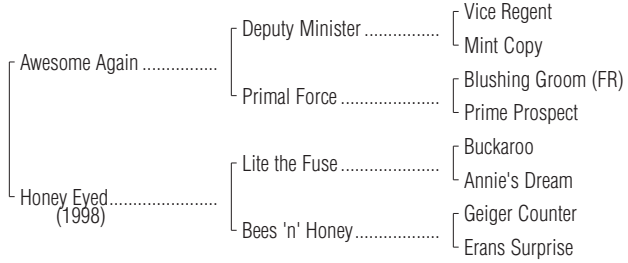 Vice Regent
Deputy Minister ................
Mint Copy
Awesome Again ................
Blushing Groom (FR)
Primal Force .....................
Prime Prospect
Buckaroo
Lite the Fuse .....................
Annie's Dream
Honey Eyed.......................
(1998)
Geiger Counter
Bees 'n' Honey..................
Erans Surprise